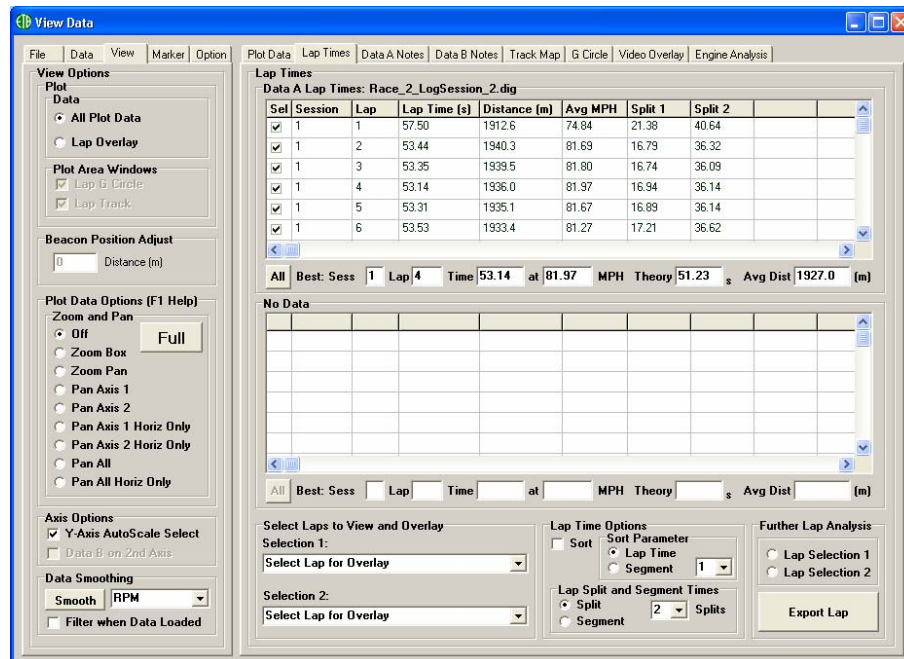 ETB View Data
File Data View Marker Option
View Options
Plot
Data
All Plot Data
Lap Overlay
Plot Area Windows
Lap G Circle
Lap Track
Beacon Position Adjust
0 Distance (m)
Plot Data Options (F1 Help)
Zoom and Pan
Off
Full
Zoom Box
Zoom Pan
Pan Axis 1
Pan Axis 2
Pan Axis 1 Horiz Only
Pan Axis 2 Horiz Only
Pan All
Pan All Horiz Only
Axis Options
Y-Axis AutoScale Select
Data B on 2nd Axis
Data Smoothing
Smooth RPM
Filter when Data Loaded
Plot Data Lap Times Data A Notes Data B Notes Track Map G Circle Video Overlay Engine Analysis
Lap Times
Data A Lap Times: Race_2_LogSession_2.dig
Sel Session Lap Lap Time (s) Distance (m) Avg MPH Split 1 Split 2
1 1 57.50 1912.6 74.84 21.38 40.64
1 2 53.44 1940.3 81.69 16.79 36.32
1 3 53.35 1939.5 81.80 16.74 36.09
1 4 53.14 1936.0 81.97 16.94 36.14
1 5 53.31 1935.1 81.67 16.89 36.14
1 6 53.53 1933.4 81.27 17.21 36.62
All Best: Sess 1 Lap 4 Time 53.14 at 81.97 MPH Theory 51.23 s Avg Dist 1927.0 (m)
No Data
All Best: Sess Lap Time at MPH Theory s Avg Dist (m)
Select Laps to View and Overlay
Selection 1:
Select Lap for Overlay
Selection 2:
Select Lap for Overlay
Lap Time Options
Sort
Sort Parameter
Lap Time
Segment 1
Lap Split and Segment Times
Split
2 Splits
Segment
Further Lap Analysis
Lap Selection 1
Lap Selection 2
Export Lap